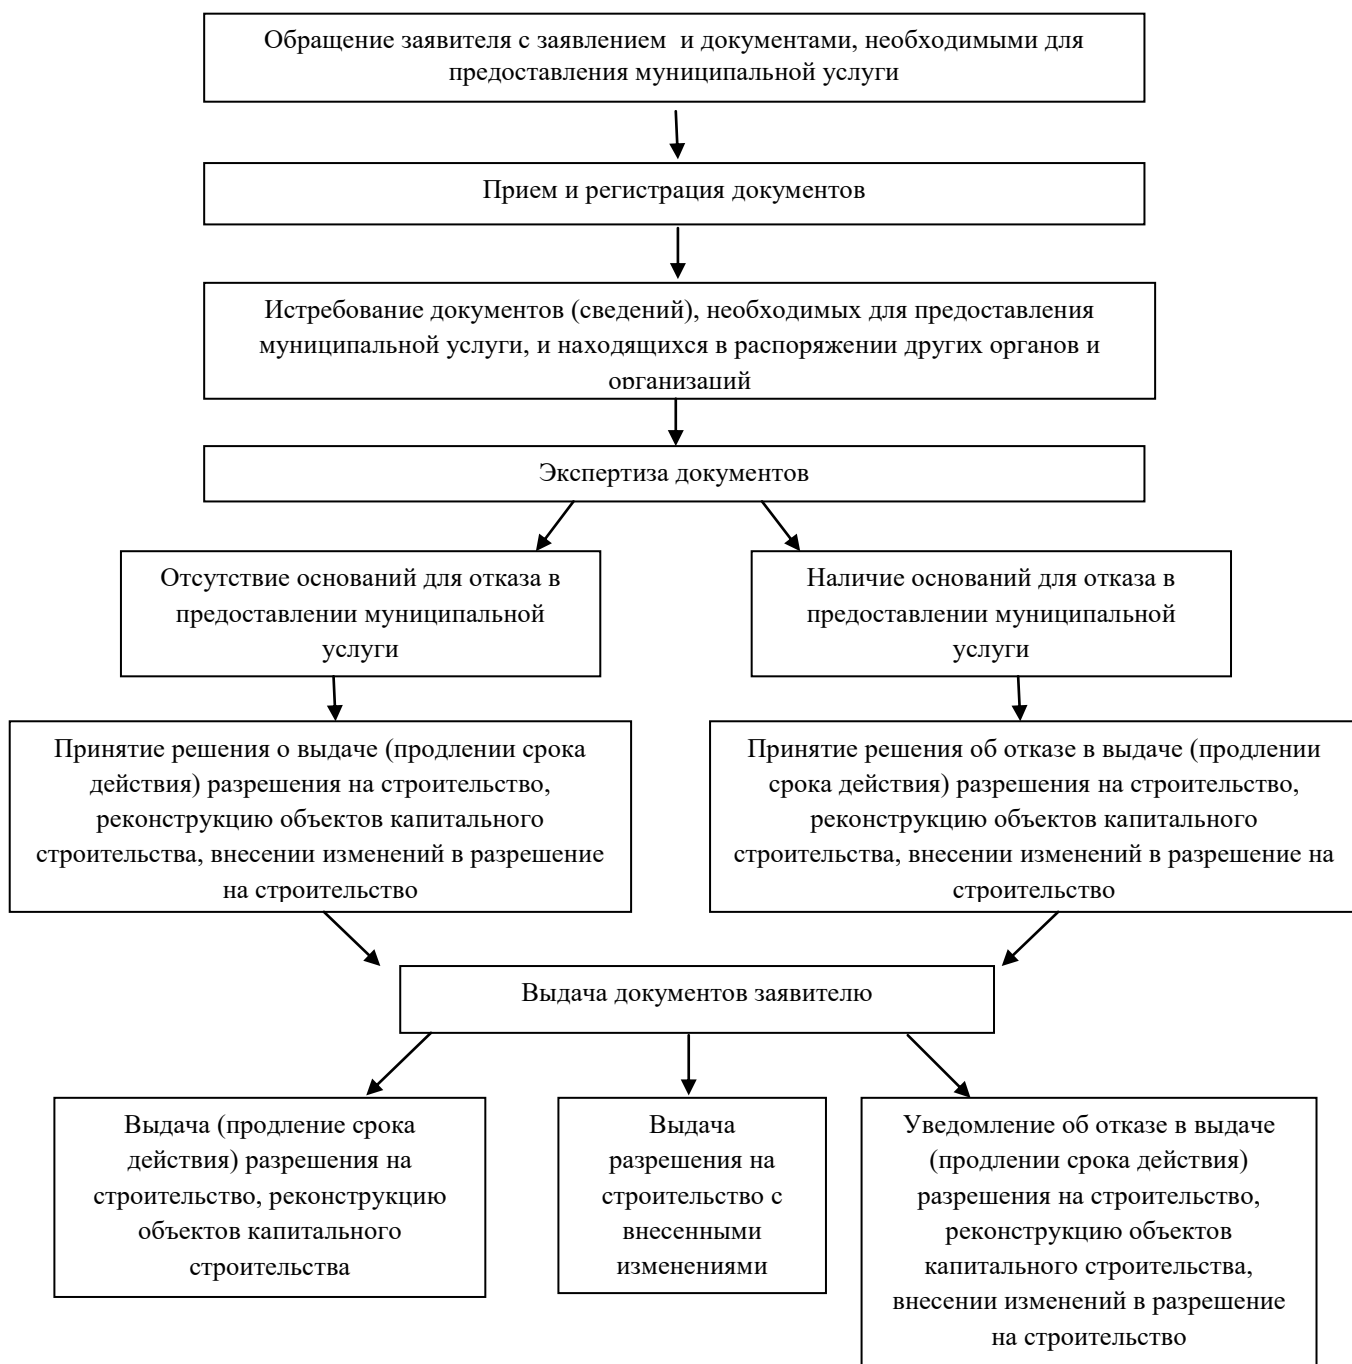 Обращение заявителя с заявлением  и документами, необходимыми для
предоставления муниципальной услуги
Прием и регистрация документов
Истребование документов (сведений), необходимых для предоставления
муниципальной услуги, и находящихся в распоряжении других органов и
организаций
Экспертиза документов
Отсутствие оснований для отказа в
предоставлении муниципальной
услуги
Наличие оснований для отказа в
предоставлении муниципальной
услуги
Принятие решения о выдаче (продлении срока
действия) разрешения на строительство,
реконструкцию объектов капитального
строительства, внесении изменений в разрешение
на строительство
Принятие решения об отказе в выдаче (продлении
срока действия) разрешения на строительство,
реконструкцию объектов капитального
строительства, внесении изменений в разрешение на
строительство
Выдача документов заявителю
Выдача (продление срока
действия) разрешения на
строительство, реконструкцию
объектов капитального
строительства
Выдача
разрешения на
строительство с
внесенными
изменениями
Уведомление об отказе в выдаче
(продлении срока действия)
разрешения на строительство,
реконструкцию объектов
капитального строительства,
внесении изменений в разрешение
на строительство